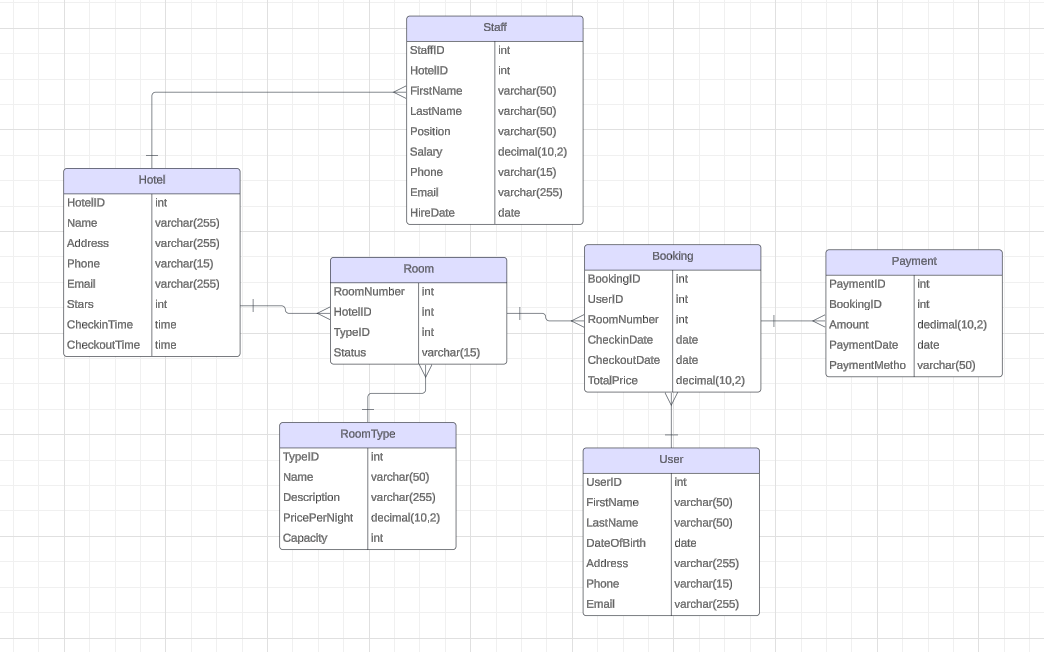 Staff
StaffID int
HotelID int
FirstName varchar(50)
LastName varchar(50)
Position varchar(50)
Salary decimal(10,2)
Phone varchar(15)
Email varchar(255)
HireDate date
Hotel
HotelID int
Name varchar(255)
Address varchar(255)
Phone varchar(15)
Email varchar(255)
Stars int
CheckinTime time
CheckoutTime time
Room
RoomNumber int
HotelID int
TypeID int
Status varchar(15)
Booking
BookingID int
UserID int
RoomNumber int
CheckinDate date
CheckoutDate date
TotalPrice decimal(10,2)
Payment
PaymentID int
BookingID int
Amount dedimal(10,2)
PaymentDate date
PaymentMetho varchar(50)
RoomType
TypeID int
Name varchar(50)
Description varchar(255)
PricePerNight decimal(10,2)
Capacity int
User
UserID int
FirstName varchar(50)
LastName varchar(50)
DateOfBirth date
Address varchar(255)
Phone varchar(15)
Email varchar(255)